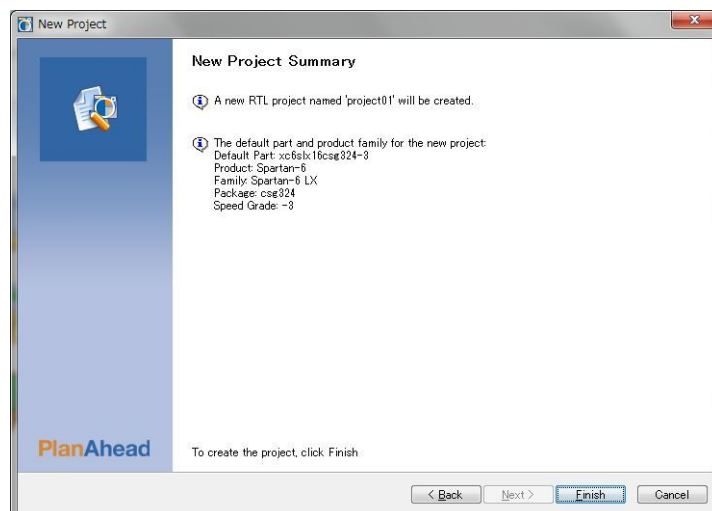 New Project
New Project Summary
A new RTL project named 'project01' will be created.
The default part and product family for the new project:
Default Part: xc6slx16csg324-3
Product: Spartan-6
Family: Spartan-6 LX
Package: csg324
Speed Grade: -3
PlanAhead
To create the project, click Finish
< Back
Next >
Finish
Cancel